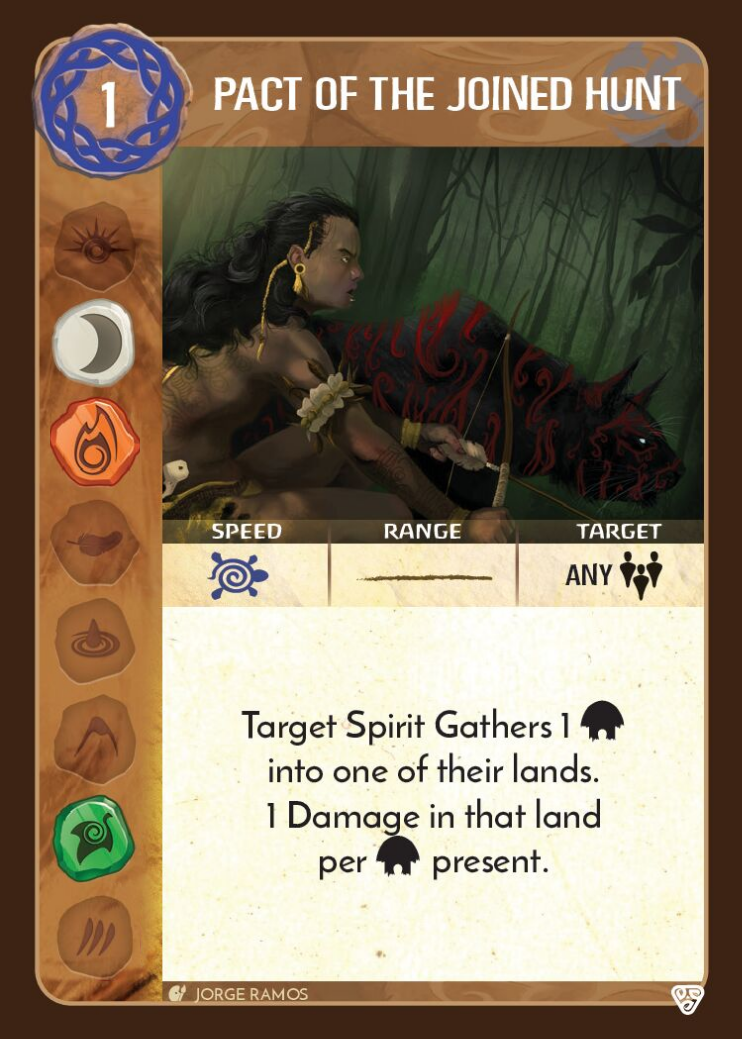 1
PACT OF THE JOINED HUNT
SPEED RANGE TARGET
ANY
Target Spirit Gathers 1
into one of their lands.
1 Damage in that land
per present.
JORGE RAMOS